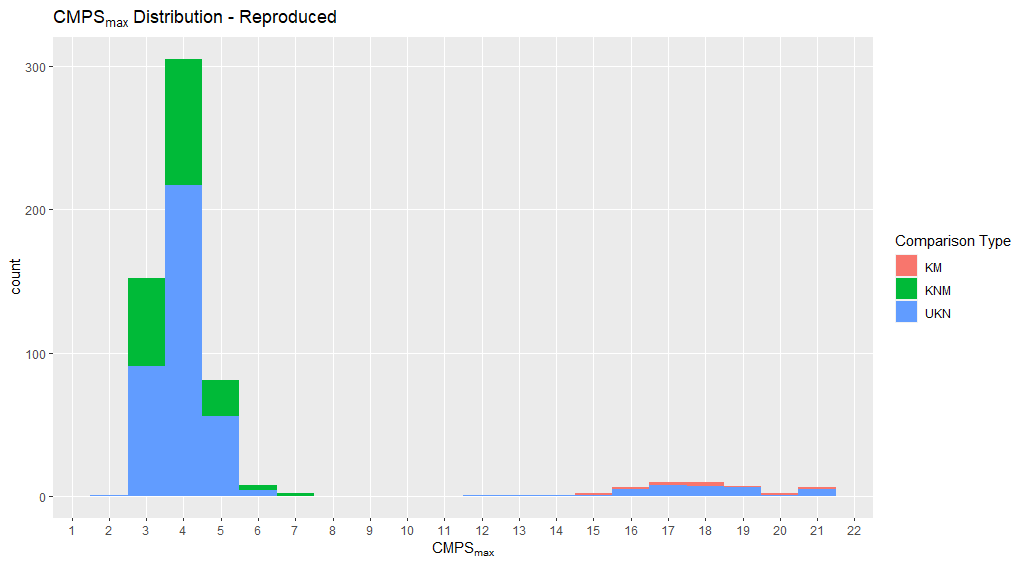 CMPSmax Distribution - Reproduced
300
200
100
0
count
1 2 3 4 5 6 7 8 9 10 11 12 13 14 15 16 17 18 19 20 21 22
CMPSmax
Comparison Type
KM
KNM
UKN